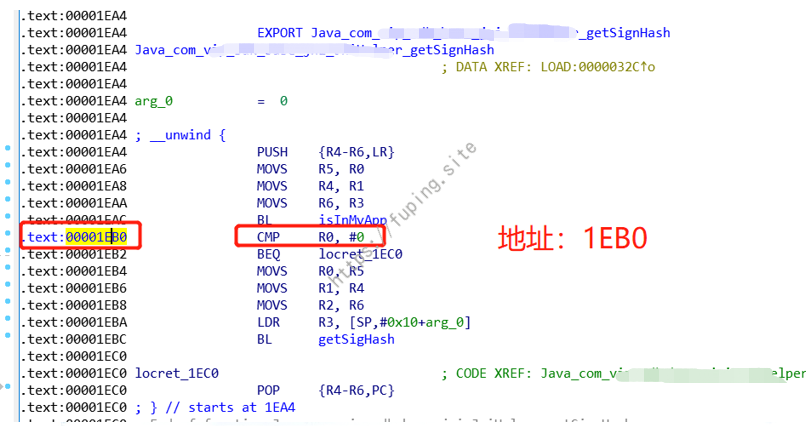 .text:00001EA4
.text:00001EA4 EXPORT Java_com_ _getSignHash
.text:00001EA4 Java_com_vi _getSignHash
.text:00001EA4 ; DATA XREF: LOAD:0000032C↑o
.text:00001EA4
.text:00001EA4 arg_0 = 0
.text:00001EA4
.text:00001EA4 ; __unwind {
.text:00001EA4 PUSH {R4-R6,LR}
.text:00001EA6 MOVS R5, R0
.text:00001EA8 MOVS R4, R1
.text:00001EAA MOVS R6, R3
.text:00001EAC BL isInMyApp
.text:00001EB0 CMP R0, #0
地址：1EB0
.text:00001EB2 BEQ locret_1EC0
.text:00001EB4 MOVS R0, R5
.text:00001EB6 MOVS R1, R4
.text:00001EB8 MOVS R2, R6
.text:00001EBA LDR R3, [SP,#0x10+arg_0]
.text:00001EBC BL getSigHash
.text:00001EC0
.text:00001EC0 locret_1EC0 ; CODE XREF: Java_com_vi elper
.text:00001EC0 POP {R4-R6,PC}
.text:00001EC0 ; } // starts at 1EA4
https://fuping.site